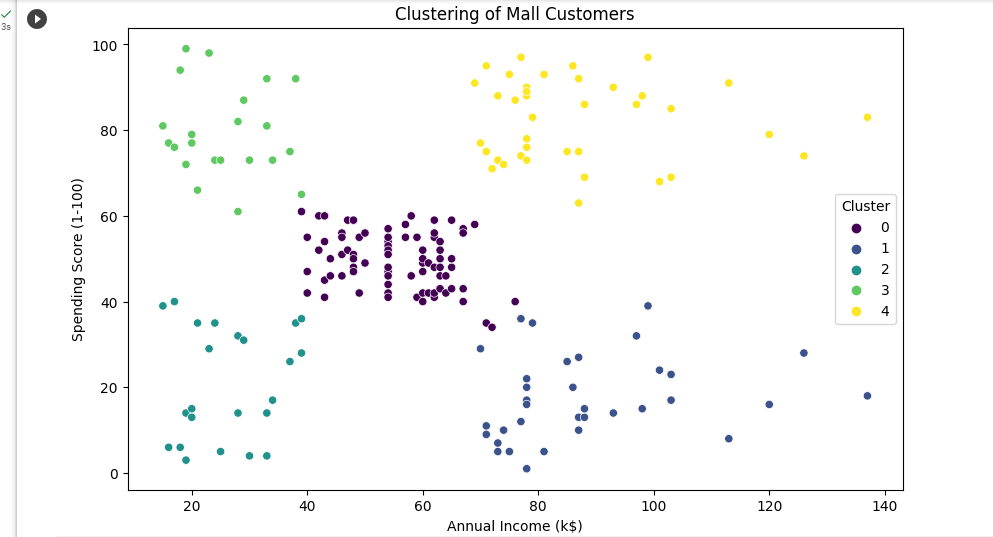 3s
Clustering of Mall Customers
100
80
60
40
20
0
Spending Score (1-100)
Cluster
0
1
2
3
4
20 40 60 80 100 120 140
Annual Income (k$)